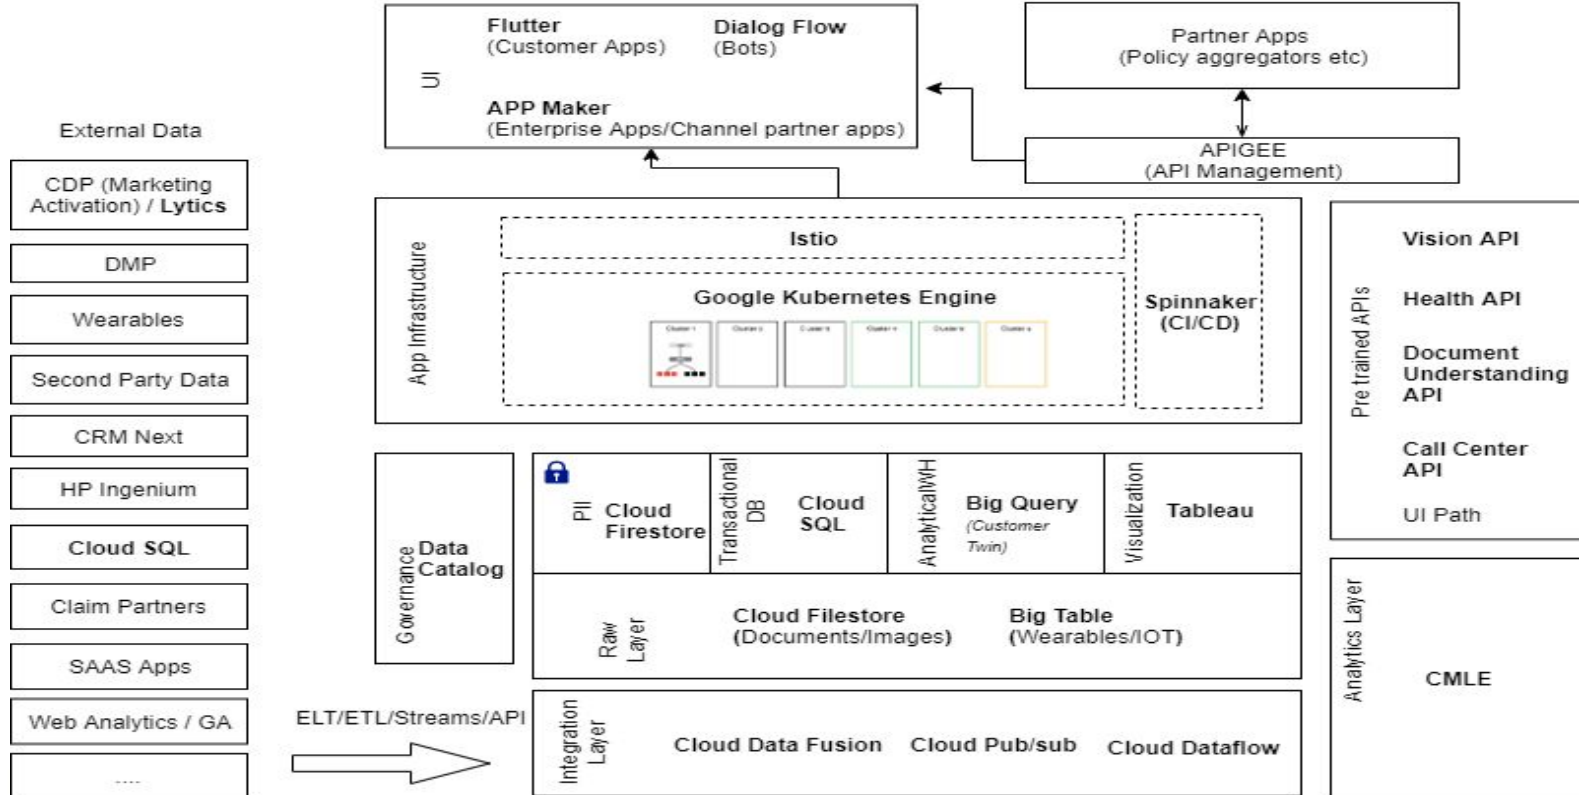 Flutter
(Customer Apps)
Dialog Flow
(Bots)
UI
APP Maker
(Enterprise Apps/Channel partner apps)
Partner Apps
(Policy aggregators etc)
APIGEE
(API Management)
External Data
CDP (Marketing
Activation) / Lytics
DMP
Wearables
Second Party Data
CRM Next
HP Ingenium
Cloud SQL
Claim Partners
SAAS Apps
Web Analytics / GA
....
ELT/ETL/Streams/API
App Infrastructure
Istio
Google Kubernetes Engine
Cluster 1
Cluster 2
Cluster 3
Spinnaker
(CI/CD)
Governance
Data
Catalog
PII
Cloud
Firestore
Transactional
DB
Cloud
SQL
AnalyticalWH
Big Query
(Customer
Twin)
Visualization
Tableau
Raw
Layer
Cloud Filestore
(Documents/Images)
Big Table
(Wearables/IOT)
Integration
Layer
Cloud Data Fusion
Cloud Pub/sub
Cloud Dataflow
Pre trained APIs
Vision API
Health API
Document
Understanding
API
Call Center
API
UI Path
Analytics Layer
CMLE